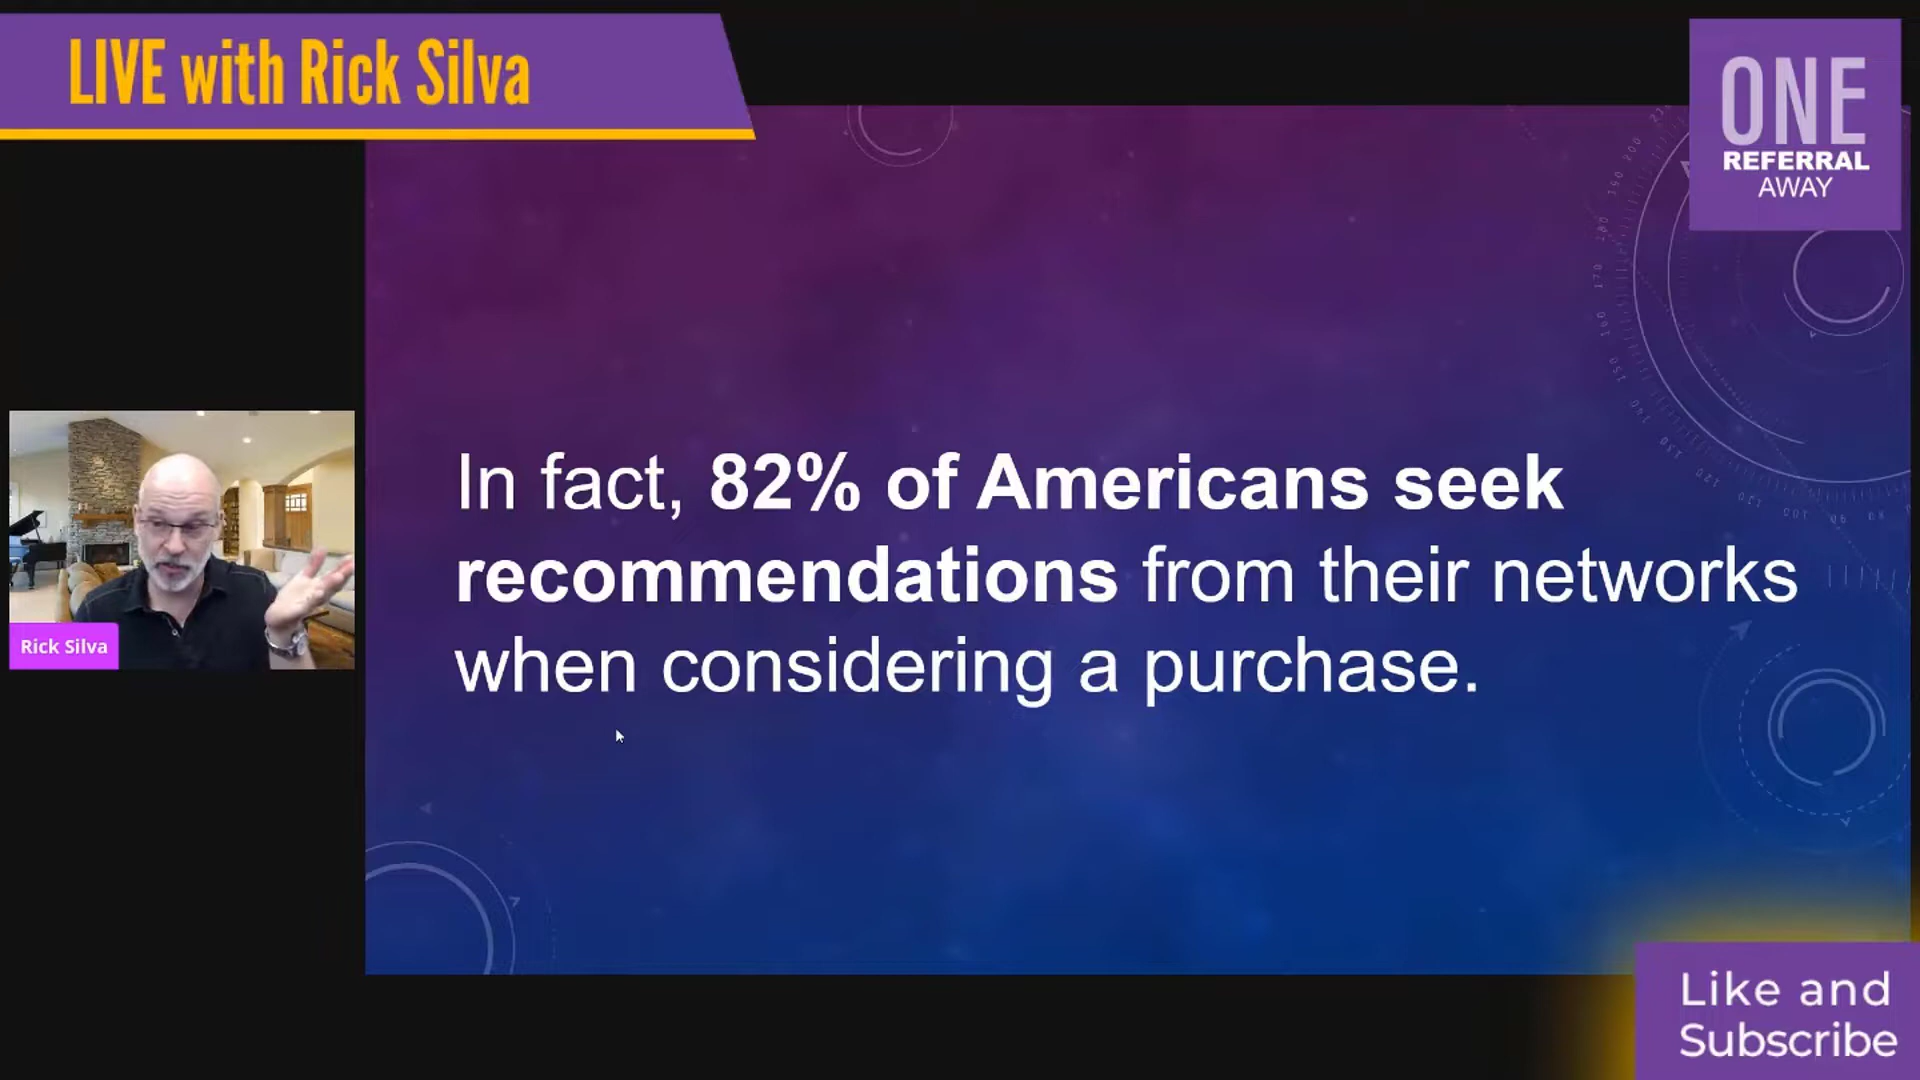 LIVE with Rick Silva
ONE
REFERRAL
AWAY
In fact, 82% of Americans seek
recommendations from their networks
when considering a purchase.
Rick Silva
Like and
Subscribe